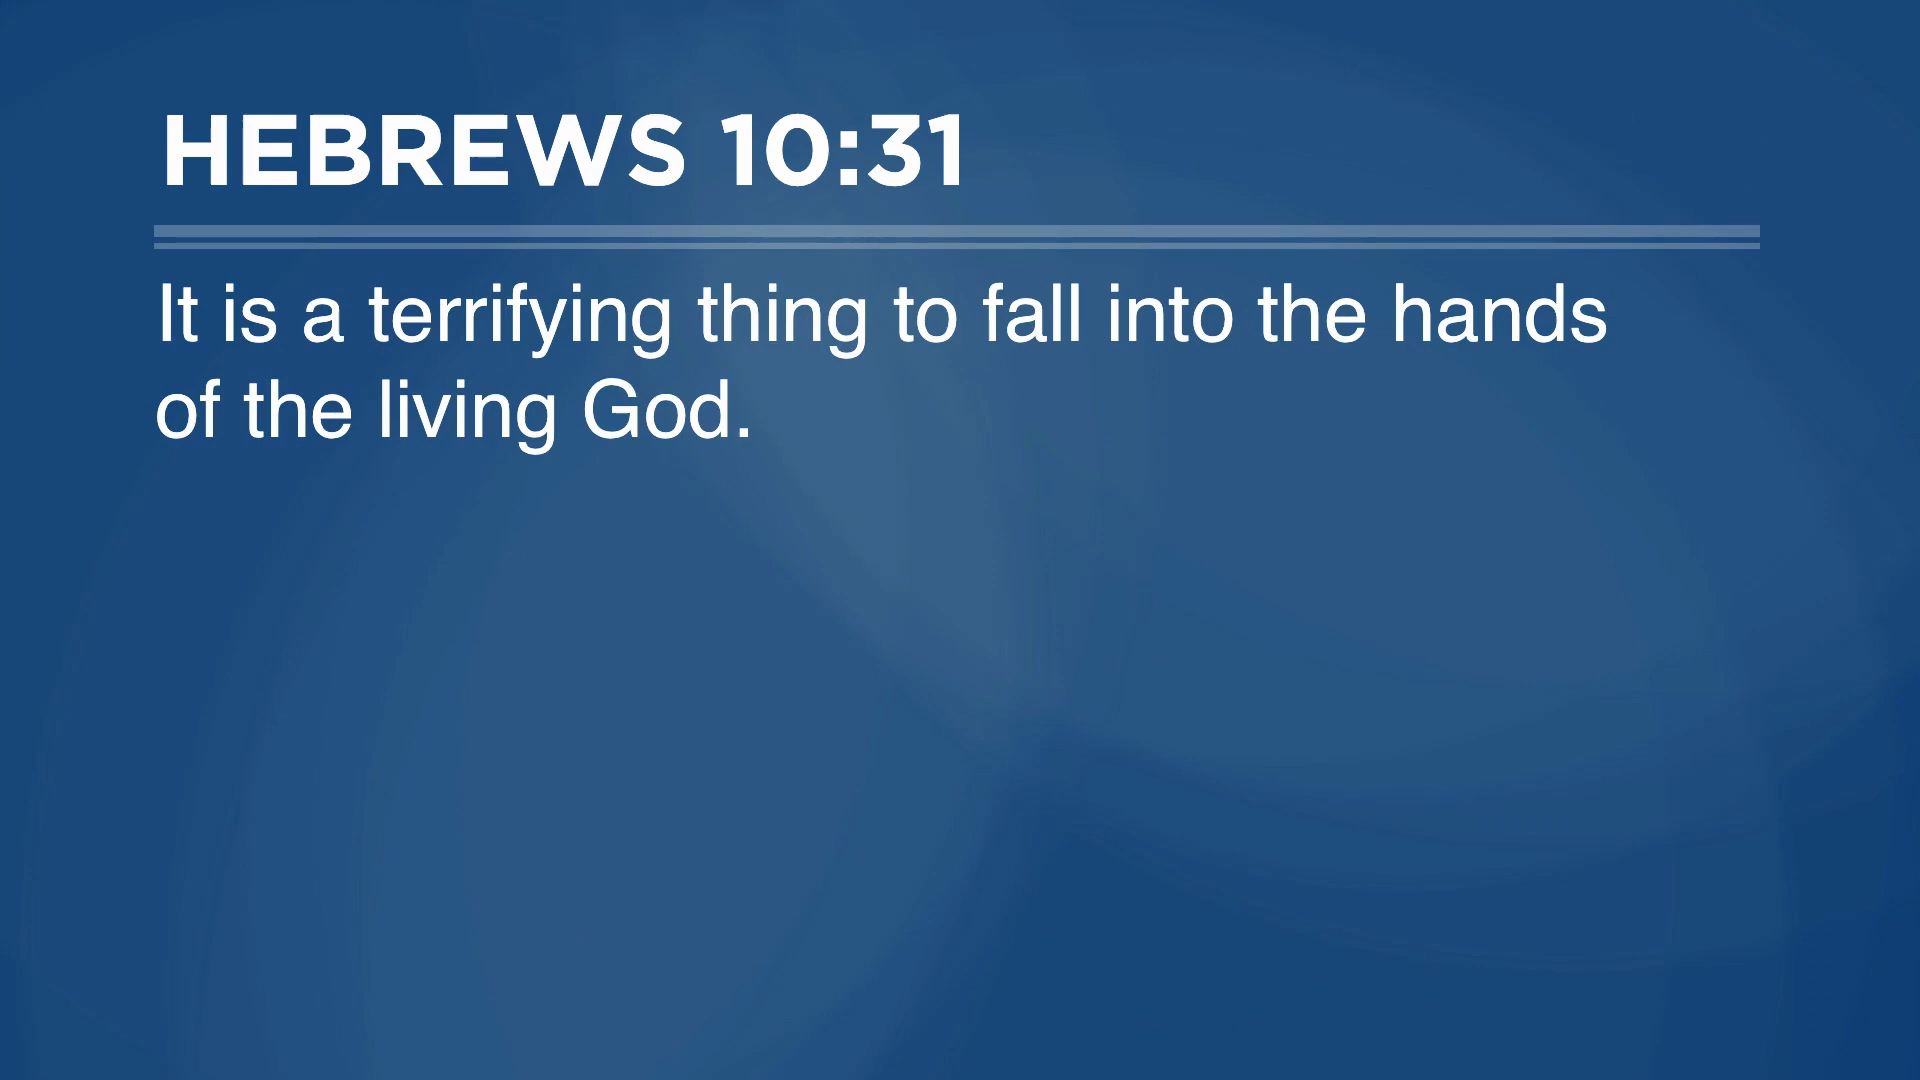 HEBREWS 10:31
It is a terrifying thing to fall into the hands
of the living God.